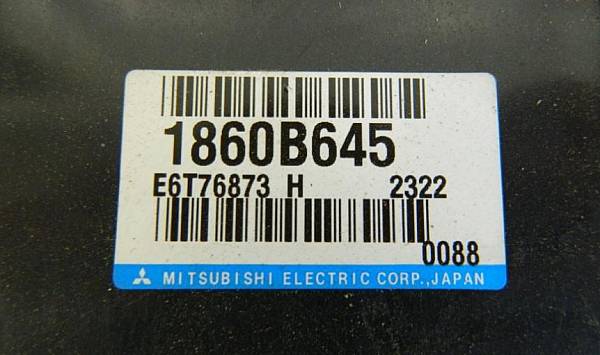 1860B645
E6T76873 H 2322
0088
MITSUBISHI ELECTRIC CORP., JAPAN